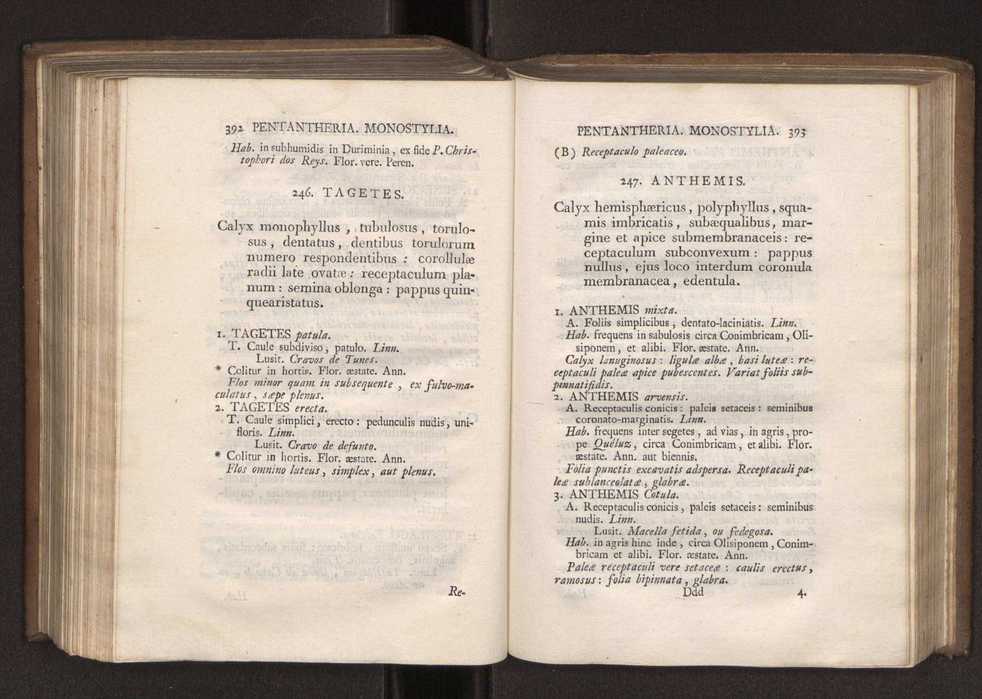 392 PENTANTHERIA. MONOSTYLIA.
Hab. in subhumidis in Duriminia, ex fide P. Chris-
tophori dos Reys. Flor. vere. Peren.
246. TAGETES.
Calyx monophyllus, tubulosus, torulo-
sus, dentatus, dentibus torulorum
numero respondentibus : corollulæ
radii late ovatæ : receptaculum pla-
num : semina oblonga : pappus quin-
quearistatus.
1. TAGETES patula.
T. Caule subdiviso, patulo. Linn.
Lusit. Cravos de Tunes.
* Colitur in hortis. Flor. æstate. Ann.
Flos minor quam in subsequente, ex fulvo-ma-
culatus, sæpe plenus.
2. TAGETES erecta.
T. Caule simplici, erecto : pedunculis nudis, uni-
floris. Linn.
Lusit. Cravo de defunto.
* Colitur in hortis. Flor. æstate. Ann.
Flos omnino luteus, simplex, aut plenus.
Re-
PENTANTHERIA. MONOSTYLIA. 393
(B) Receptaculo paleaceo.
247. ANTHEMIS.
Calyx hemisphæricus, polyphyllus, squa-
mis imbricatis, subæqualibus, mar-
gine et apice submembranaceis : re-
ceptaculum subconvexum : pappus
nullus, ejus loco interdum coronula
membranacea, edentula.
1. ANTHEMIS mixta.
A. Foliis simplicibus, dentato-laciniatis. Linn.
Hab. frequens in sabulosis circa Conimbricam, Oli-
siponem, et alibi. Flor. æstate. Ann.
Calyx lanuginosus : ligulæ albæ, basi luteæ : re-
ceptaculi paleæ apice pubescentes. Variat foliis sub-
pinnatifidis.
2. ANTHEMIS arvensis.
A. Receptaculis conicis : paleis setaceis : seminibus
coronato-marginatis. Linn.
Hab. frequens inter segetes, ad vias, in agris, pro-
pe Queluz, circa Conimbricam, et alibi. Flor.
æstate. Ann. aut biennis.
Folia punctis excavatis adspersa. Receptaculi pa-
leæ sublanceolatæ, glabræ.
3. ANTHEMIS Cotula.
A. Receptaculis conicis, paleis setaceis : seminibus
nudis. Linn.
Lusit. Macella fetida, ou fedegosa.
Hab. in agris hinc inde, circa Olisiponem, Conim-
bricam et alibi. Flor. æstate. Ann.
Paleæ receptaculi vere setaceæ : caulis erectus,
ramosus : folia bipinnata, glabra.
Ddd 4.